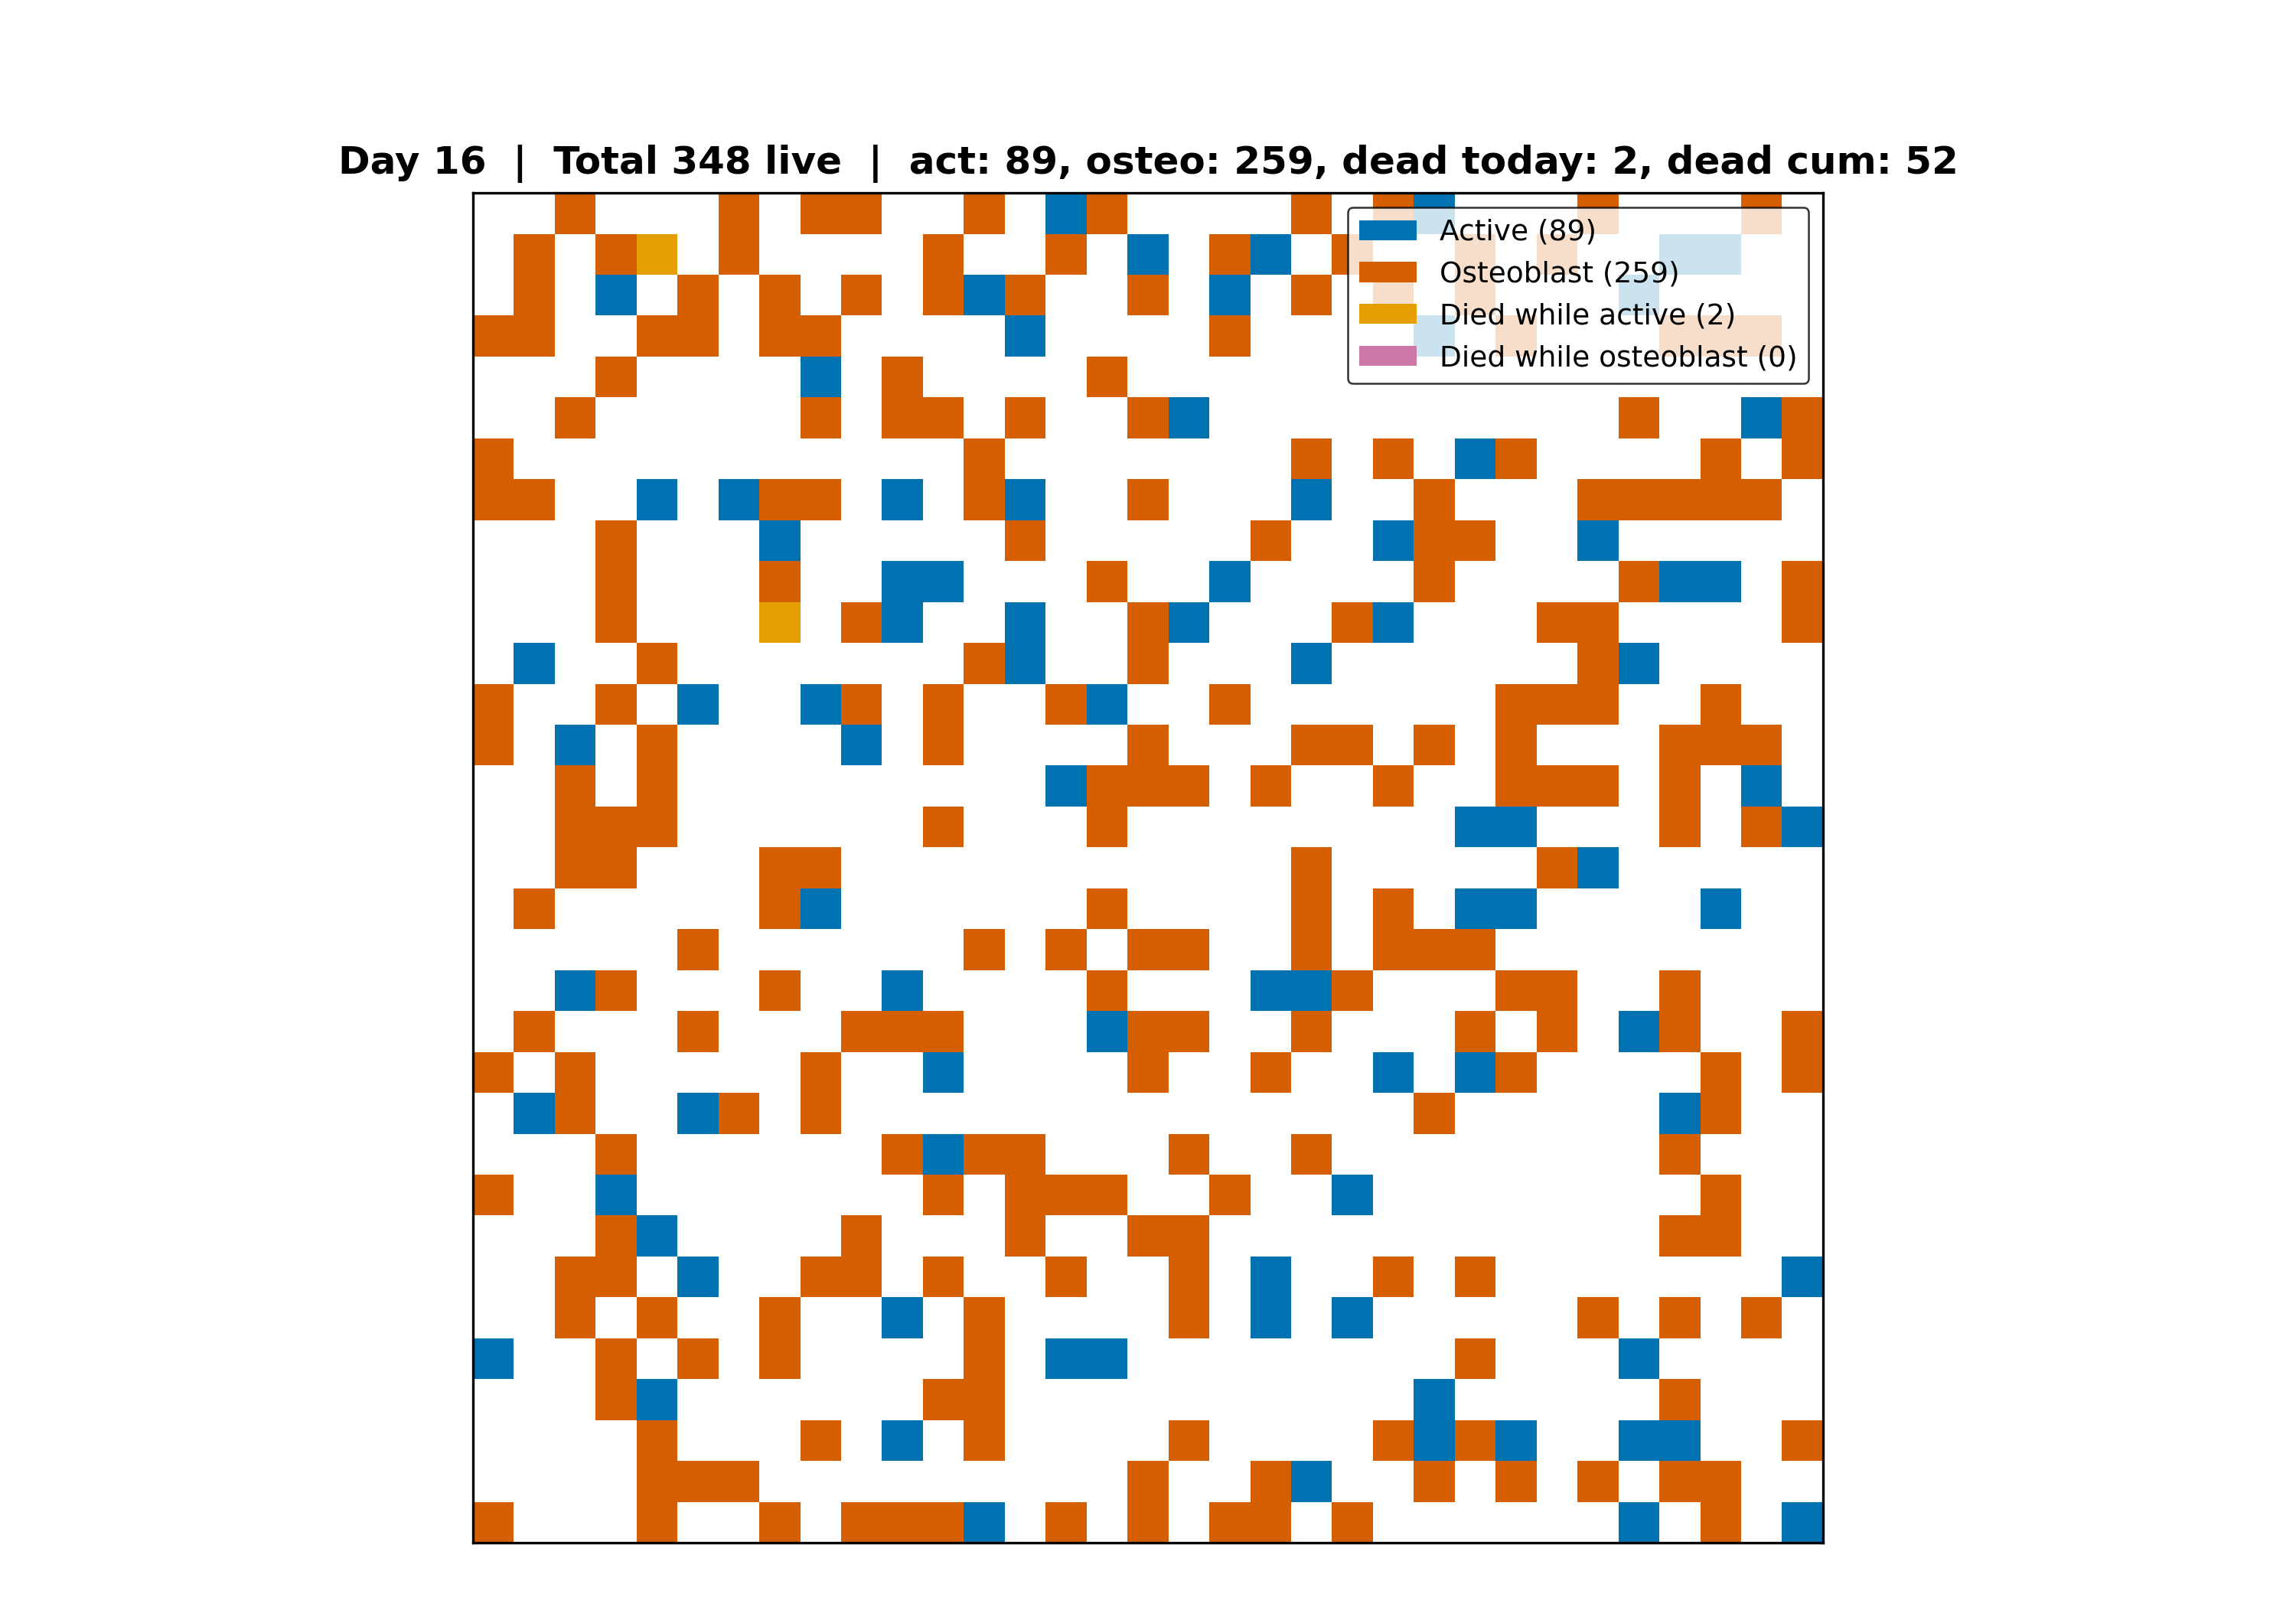 Day 16 | Total 348 live | act: 89, osteo: 259, dead today: 2, dead cum: 52
Active (89)
Osteoblast (259)
Died while active (2)
Died while osteoblast (0)